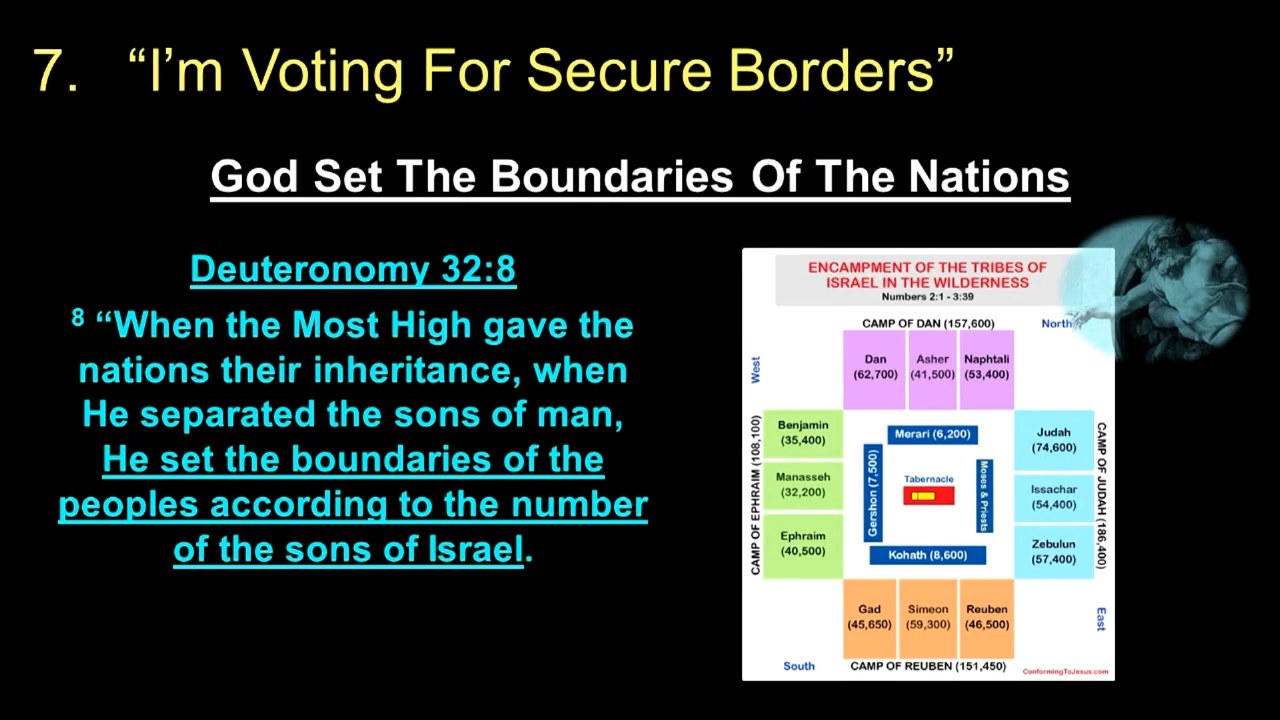 7. “I’m Voting For Secure Borders”
God Set The Boundaries Of The Nations
Deuteronomy 32:8
8 “When the Most High gave the
nations their inheritance, when
He separated the sons of man,
He set the boundaries of the
peoples according to the number
of the sons of Israel.
ENCAMPMENT OF THE TRIBES OF
ISRAEL IN THE WILDERNESS
Numbers 2:1 - 3:39
CAMP OF DAN (157,600)
North
West
Dan
(62,700)
Asher
(41,500)
Naphtali
(53,400)
CAMP OF EPHRAIM (108,100)
Benjamin
(35,400)
Manasseh
(32,200)
Ephraim
(40,500)
Merari (6,200)
Gershon (7,500)
Tabernacle
Moses & Priests
Kohath (8,600)
Judah
(74,600)
Issachar
(54,400)
Zebulun
(57,400)
CAMP OF JUDAH (186,400)
Gad
(45,650)
Simeon
(59,300)
Reuben
(46,500)
East
South
CAMP OF REUBEN (151,450)
ConformingToJesus.com